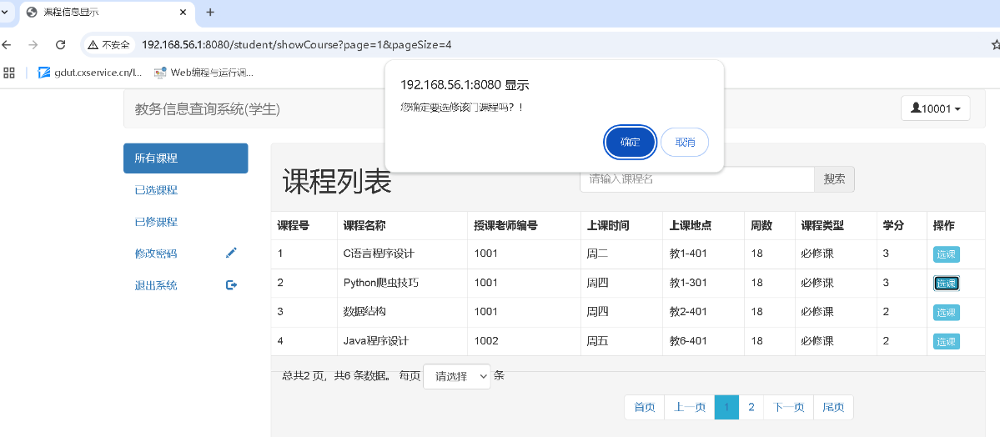 课程信息显示
不安全 192.168.56.1:8080/student/showCourse?page=1&pageSize=4
gdut.cxservice.cn/l... Web编程与运行调...
192.168.56.1:8080 显示
您确定要选修该门课程吗？！
确定 取消
教务信息查询系统(学生) 10001
所有课程
已选课程
已修课程
修改密码
退出系统
课程列表 请输入课程名 搜索
课程号 课程名称 授课老师编号 上课时间 上课地点 周数 课程类型 学分 操作
1 C语言程序设计 1001 周二 教1-401 18 必修课 3 选课
2 Python爬虫技巧 1001 周四 教1-301 18 必修课 3 选课
3 数据结构 1001 周四 教2-401 18 必修课 2 选课
4 Java程序设计 1002 周五 教6-401 18 必修课 2 选课
总共2 页，共6 条数据。 每页 请选择 条
首页 上一页 1 2 下一页 尾页